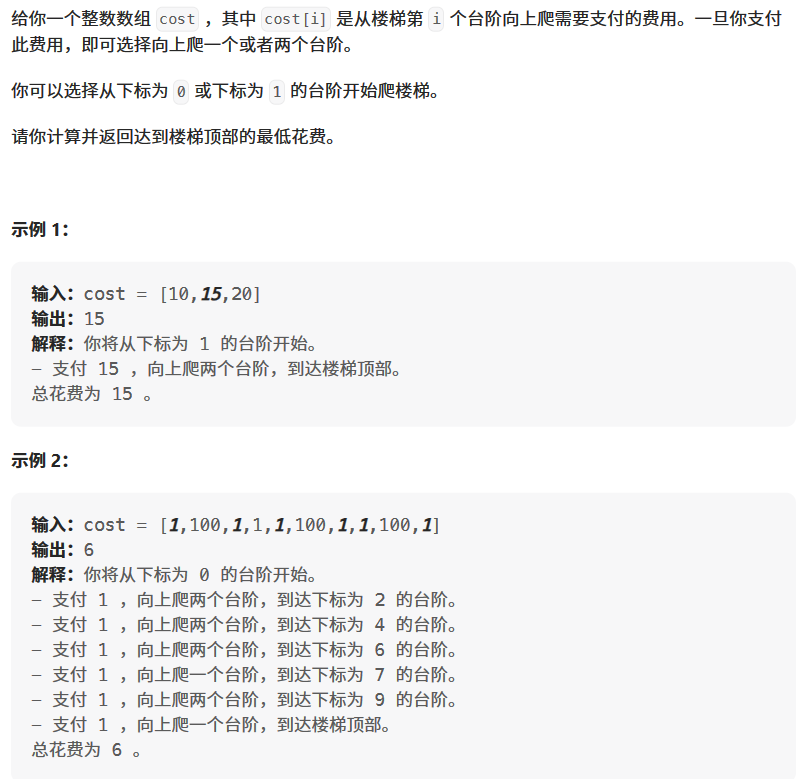 给你一个整数数组 cost ，其中 cost[i] 是从楼梯第 i 个台阶向上爬需要支付的费用。一旦你支付
此费用，即可选择向上爬一个或者两个台阶。
你可以选择从下标为 0 或下标为 1 的台阶开始爬楼梯。
请你计算并返回达到楼梯顶部的最低花费。
示例 1：
输入：cost = [10,15,20]
输出：15
解释：你将从下标为 1 的台阶开始。
- 支付 15 ，向上爬两个台阶，到达楼梯顶部。
总花费为 15 。
示例 2：
输入：cost = [1,100,1,1,1,100,1,1,100,1]
输出：6
解释：你将从下标为 0 的台阶开始。
- 支付 1 ，向上爬两个台阶，到达下标为 2 的台阶。
- 支付 1 ，向上爬两个台阶，到达下标为 4 的台阶。
- 支付 1 ，向上爬两个台阶，到达下标为 6 的台阶。
- 支付 1 ，向上爬一个台阶，到达下标为 7 的台阶。
- 支付 1 ，向上爬两个台阶，到达下标为 9 的台阶。
- 支付 1 ，向上爬一个台阶，到达楼梯顶部。
总花费为 6 。